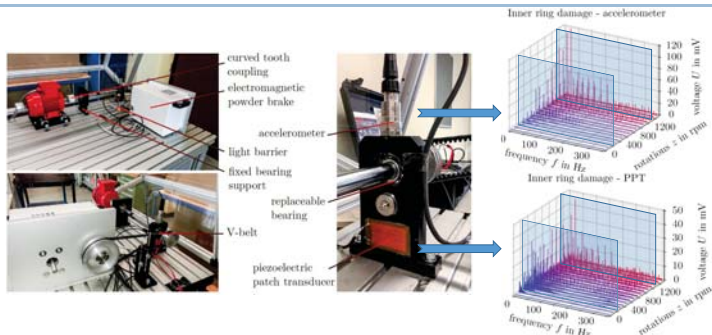 curved tooth
coupling
electromagnetic
powder brake
accelerometer
light barrier
fixed bearing
support
replaceable
bearing
V-belt
piezoelectric
patch transducer
Inner ring damage - accelerometer
120
100
80
60
40
20
0
voltage U in mV
0
100
200
300
frequency f in Hz
0
400
800
1200
rotations z in rpm
Inner ring damage - PPT
50
40
30
20
10
0
voltage U in mV
0
100
200
300
frequency f in Hz
0
400
800
1200
rotations z in rpm